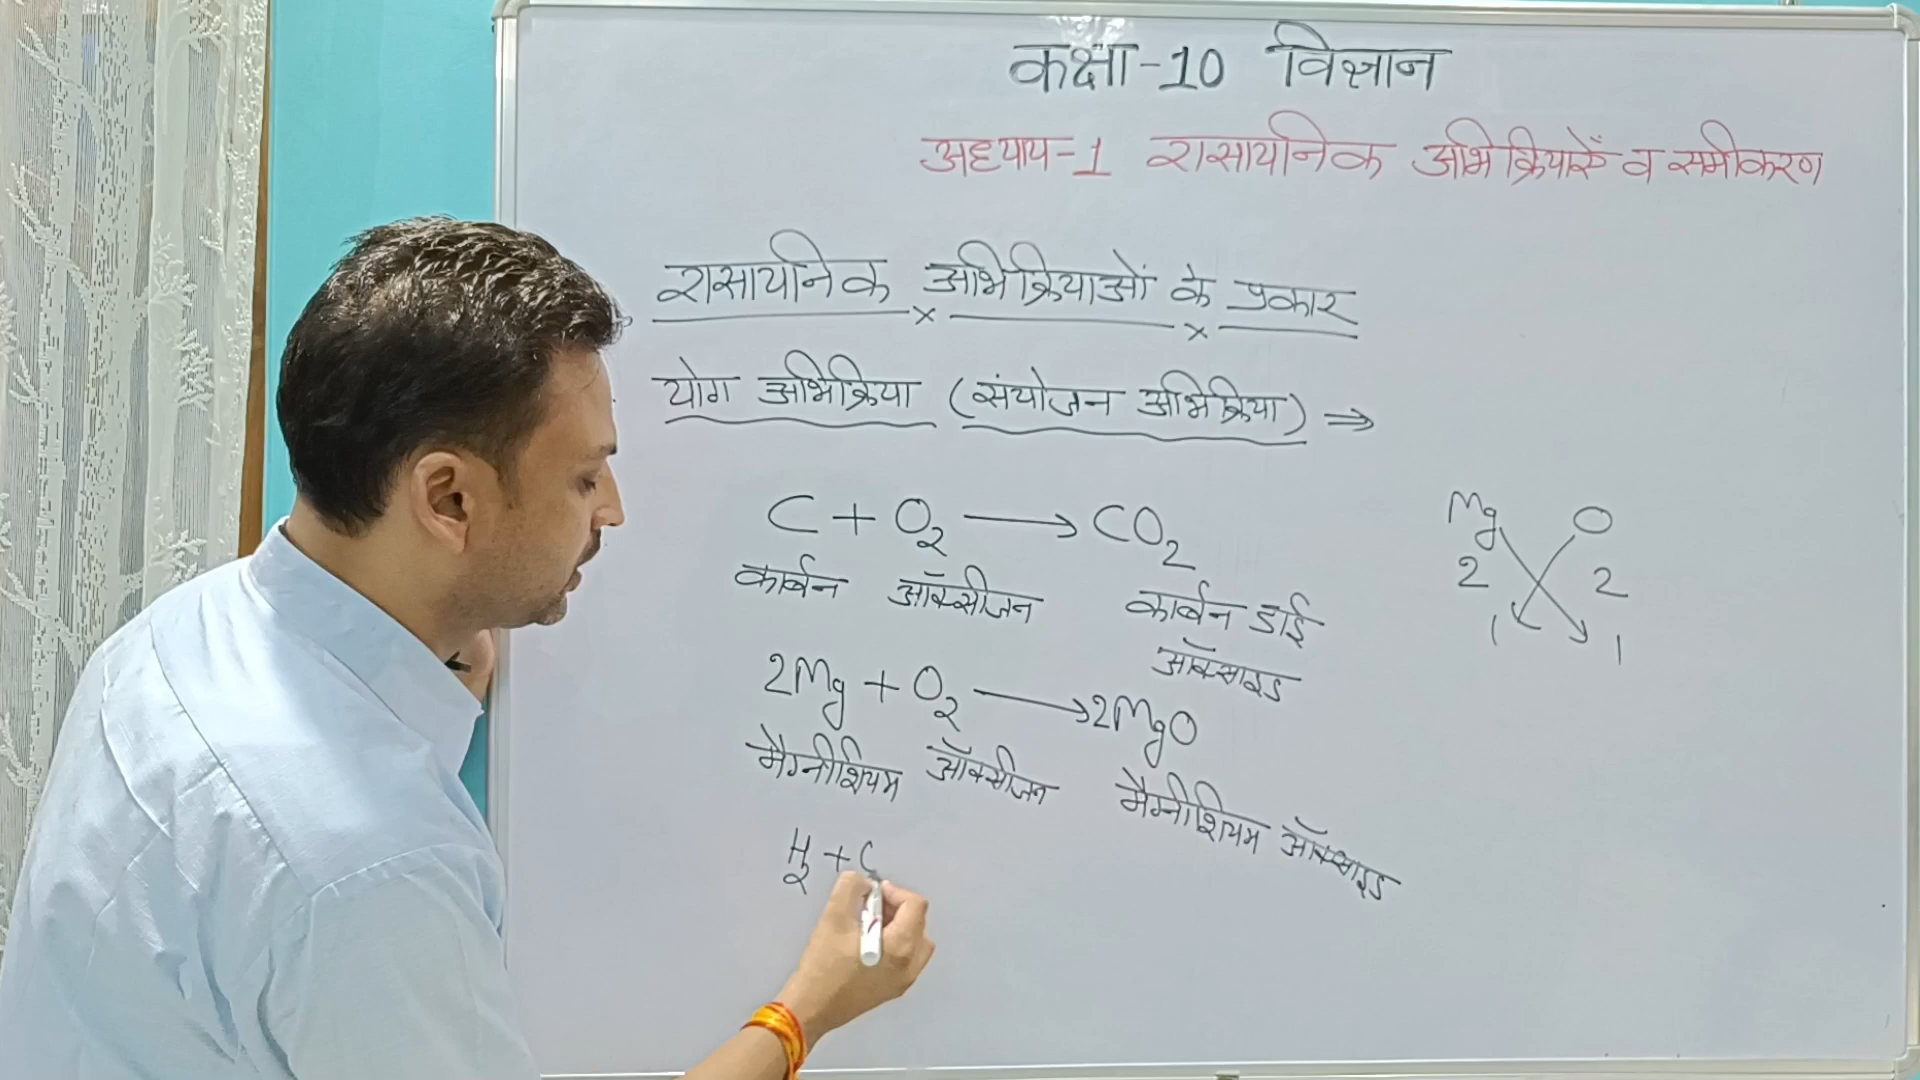 कक्षा-10 विज्ञान
अध्याय-1 रासायनिक अभिक्रियाएँ व समीकरण
रासायनिक अभिक्रियाओं के प्रकार
योग अभिक्रिया (संयोजन अभिक्रिया) ⇒
C + O₂ ⟶ CO₂
कार्बन ऑक्सीजन कार्बन डाई
ऑक्साइड
Mg O
2 2
1 1
2Mg + O₂ ⟶ 2MgO
मैग्नीशियम ऑक्सीजन मैग्नीशियम ऑक्साइड
H₂ + C